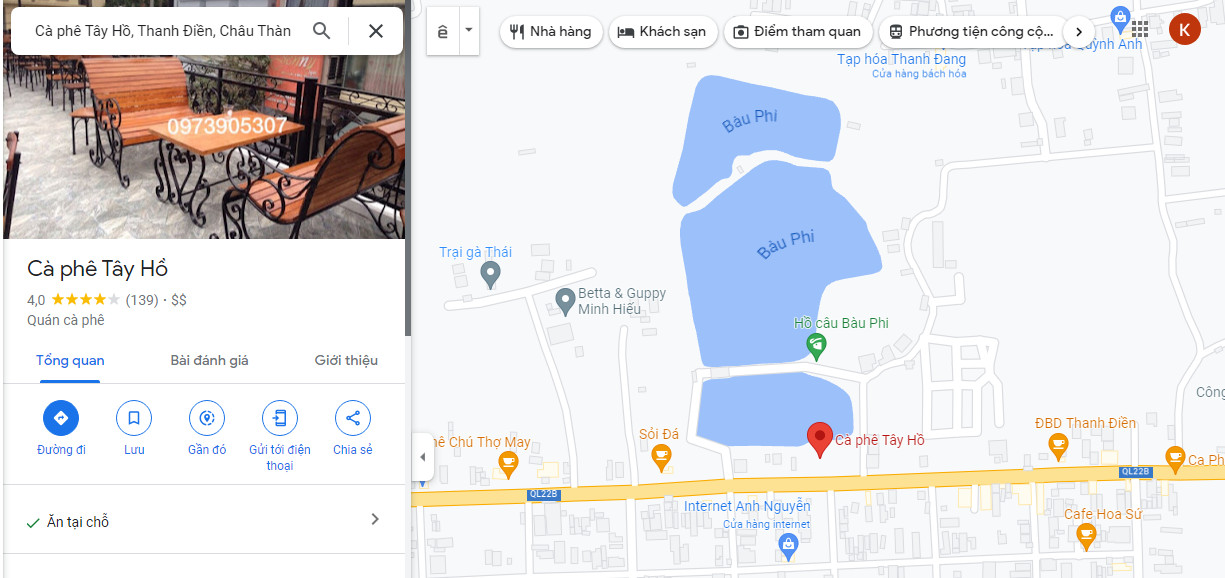 Cà phê Tây Hồ, Thanh Điền, Châu Thàn
0973905307
Cà phê Tây Hồ
4,0 (139) · $$
Quán cà phê
Tổng quan
Bài đánh giá
Giới thiệu
Đường đi
Lưu
Gần đó
Gửi tới điện
thoại
Chia sẻ
Ăn tại chỗ
â
Nhà hàng
Khách sạn
Điểm tham quan
Phương tiện công cộ...
K
Quỳnh Anh
Tạp hóa Thanh Đang
Cửa hàng bách hóa
Bàu Phi
Bàu Phi
Trại gà Thái
Betta & Guppy
Minh Hiếu
Hồ câu Bàu Phi
Công
ĐBD Thanh Điền
Sỏi Đá
hê Chú Thợ May
Cà phê Tây Hồ
Ca Ph
QL22B
QL22B
Internet Anh Nguyễn
Cửa hàng internet
Cafe Hoa Sứ